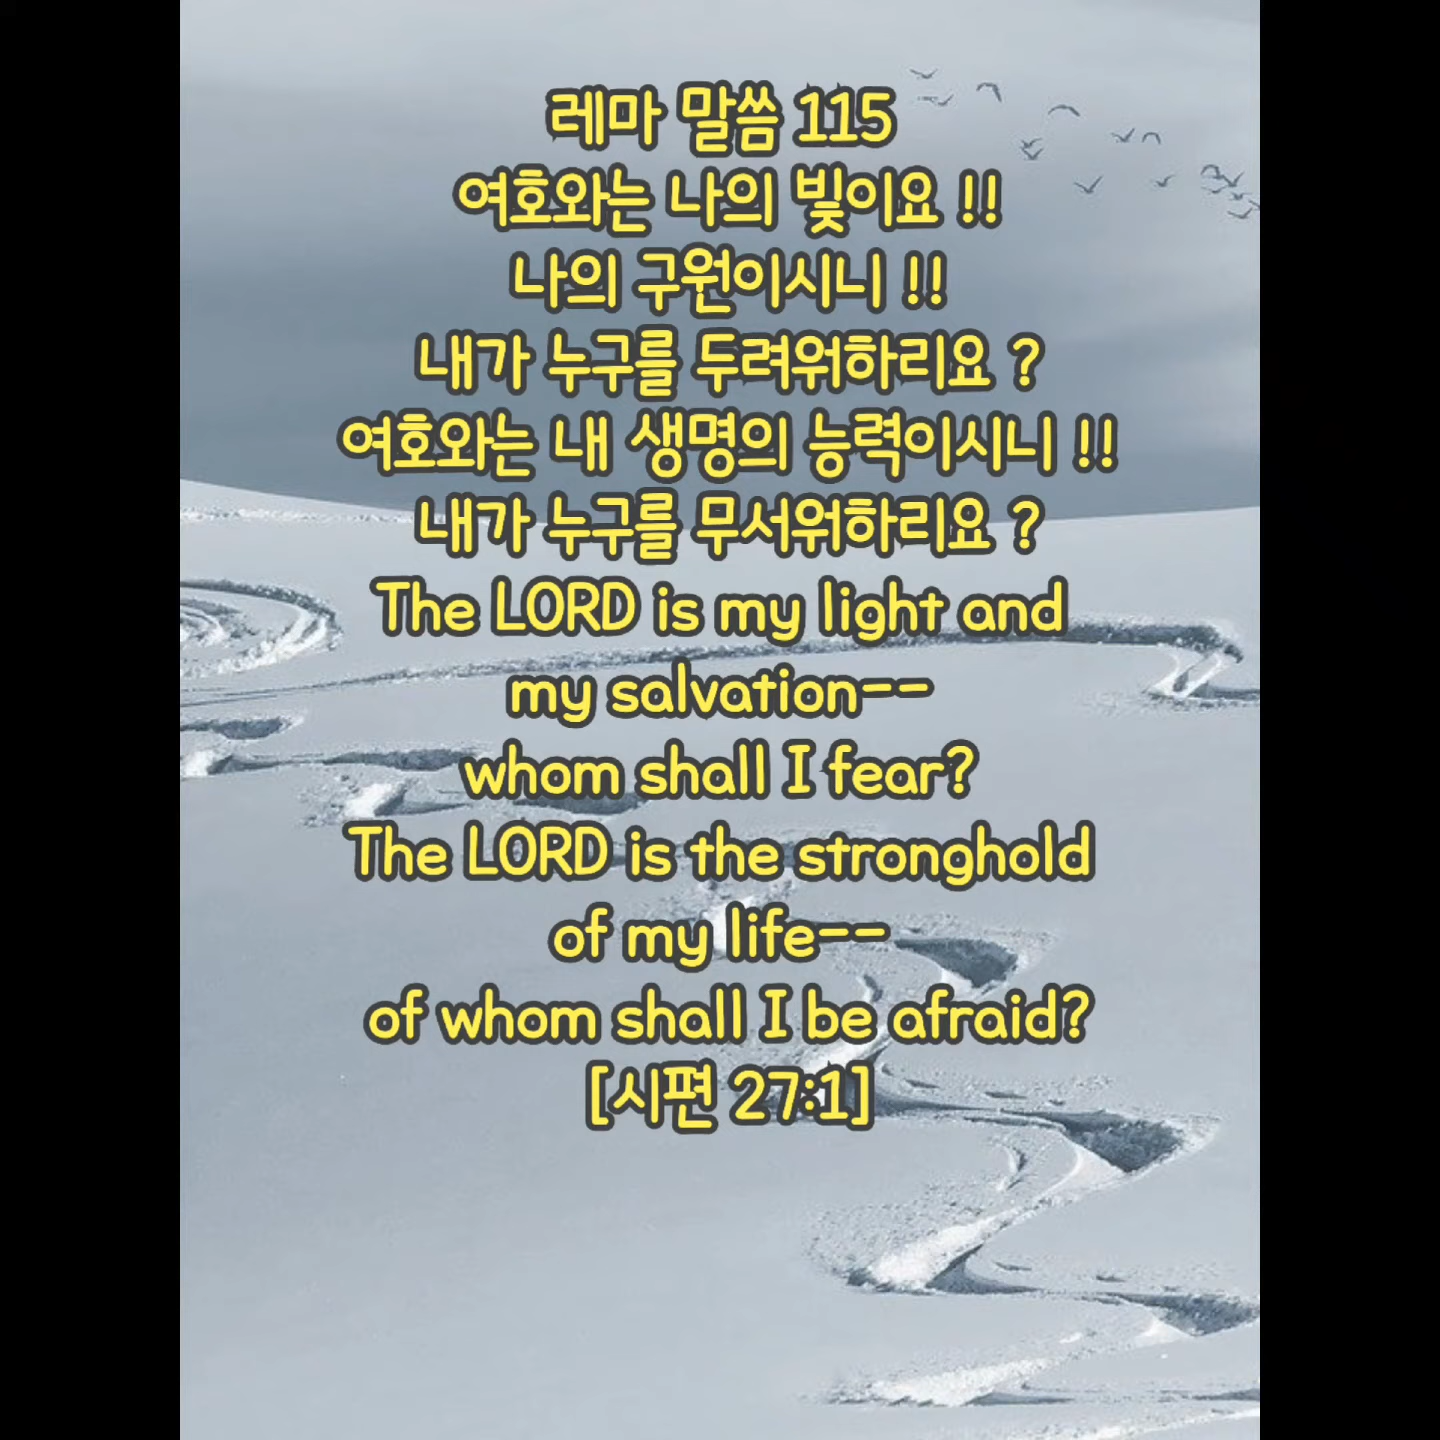 레마 말씀 115
여호와는 나의 빛이요 !!
나의 구원이시니 !!
내가 누구를 두려워하리요 ?
여호와는 내 생명의 능력이시니 !!
내가 누구를 무서워하리요 ?
The LORD is my light and
my salvation--
whom shall I fear?
The LORD is the stronghold
of my life--
of whom shall I be afraid?
[시편 27:1]